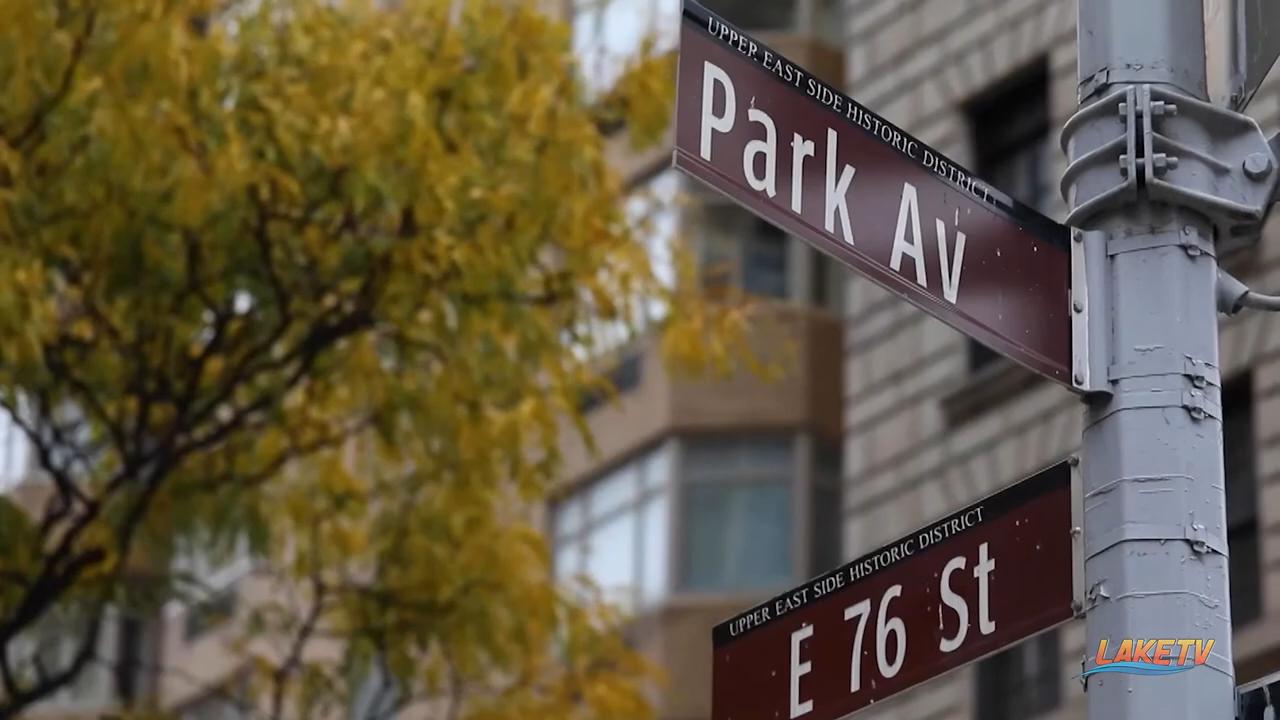 UPPER EAST SIDE HISTORIC DISTRICT
Park Av
UPPER EAST SIDE HISTORIC DISTRICT
E 76 St
LAKETV